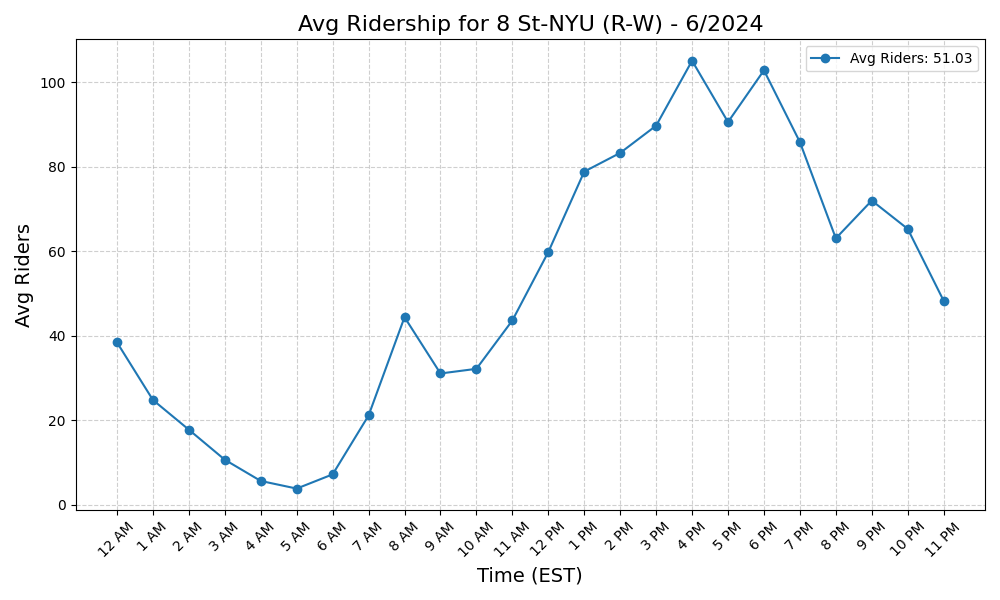 Avg Ridership for 8 St-NYU (R-W) - 6/2024
Avg Riders: 51.03
Avg Riders
100
80
60
40
20
0
12 AM
1 AM
2 AM
3 AM
4 AM
5 AM
6 AM
7 AM
8 AM
9 AM
10 AM
11 AM
12 PM
1 PM
2 PM
3 PM
4 PM
5 PM
6 PM
7 PM
8 PM
9 PM
10 PM
11 PM
Time (EST)